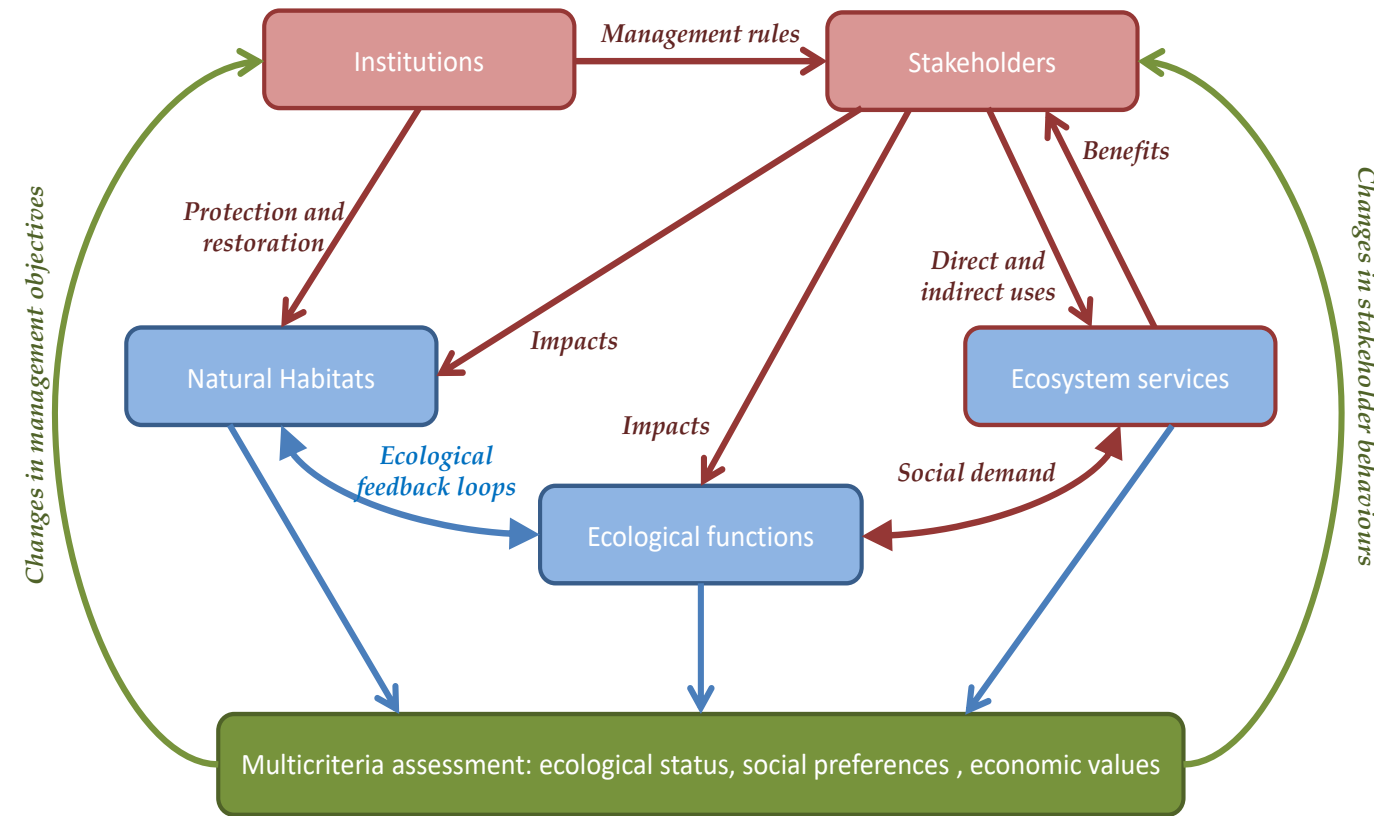 Management rules
Institutions
Stakeholders
Benefits
Protection and
restoration
Direct and
indirect uses
Changes in management objectives
Changes in stakeholder behaviours
Impacts
Natural Habitats
Ecosystem services
Impacts
Ecological
feedback loops
Social demand
Ecological functions
Multicriteria assessment: ecological status, social preferences , economic values